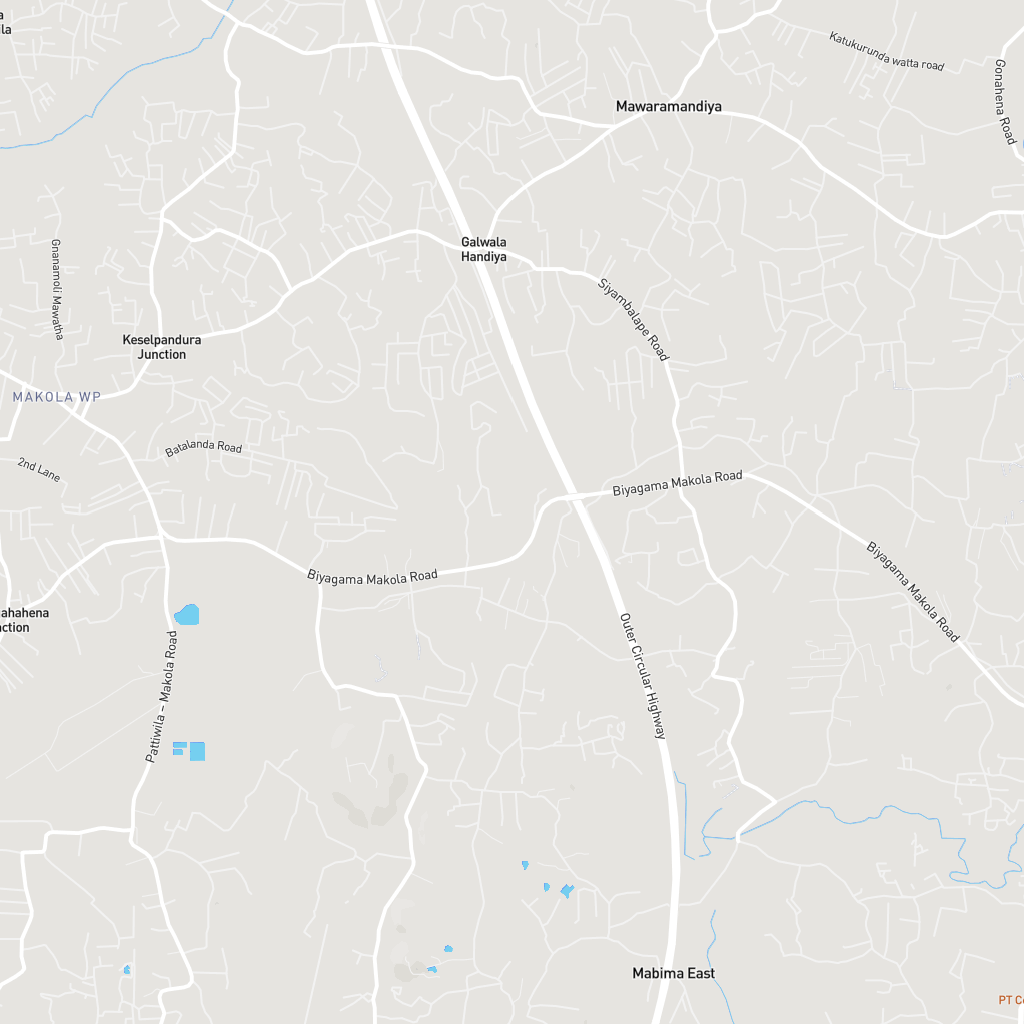 Katukurunda watta road
Gonahena Road
Mawaramandiya
Galwala
Handiya
Gnanamoli Mawatha
Siyambalape Road
Keselpandura
Junction
MAKOLA WP
Batalanda Road
2nd Lane
Biyagama Makola Road
Biyagama Makola Road
Biyagama Makola Road
ahahena
Outer Circular Highway
Pattiwila – Makola Road
Mabima East